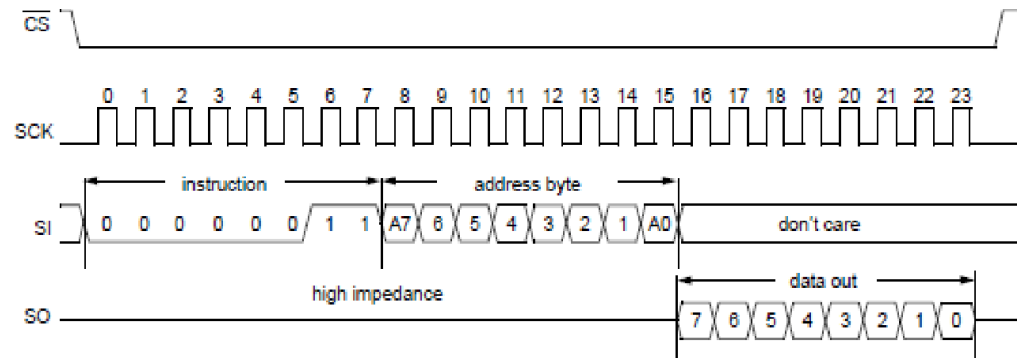 CS
0 1 2 3 4 5 6 7 8 9 10 11 12 13 14 15 16 17 18 19 20 21 22 23
SCK
instruction address byte
SI 0 0 0 0 0 0 1 1 A7 6 5 4 3 2 1 A0 don't care
high impedance data out
SO 7 6 5 4 3 2 1 0